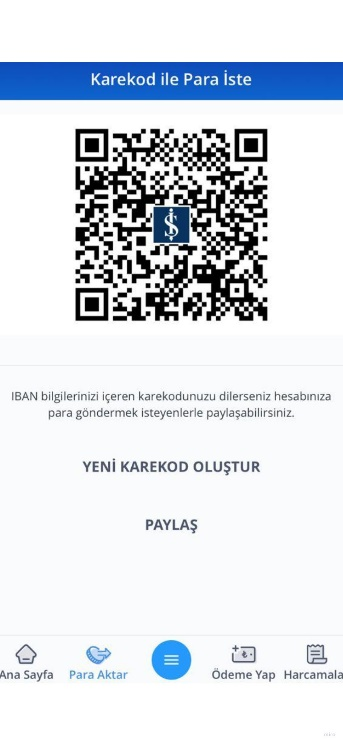 Karekod ile Para İste
IBAN bilgilerinizi içeren karekodunuzu dilerseniz hesabınıza
para göndermek isteyenlerle paylaşabilirsiniz.
YENİ KAREKOD OLUŞTUR
PAYLAŞ
Ana Sayfa Para Aktar Ödeme Yap Harcamala